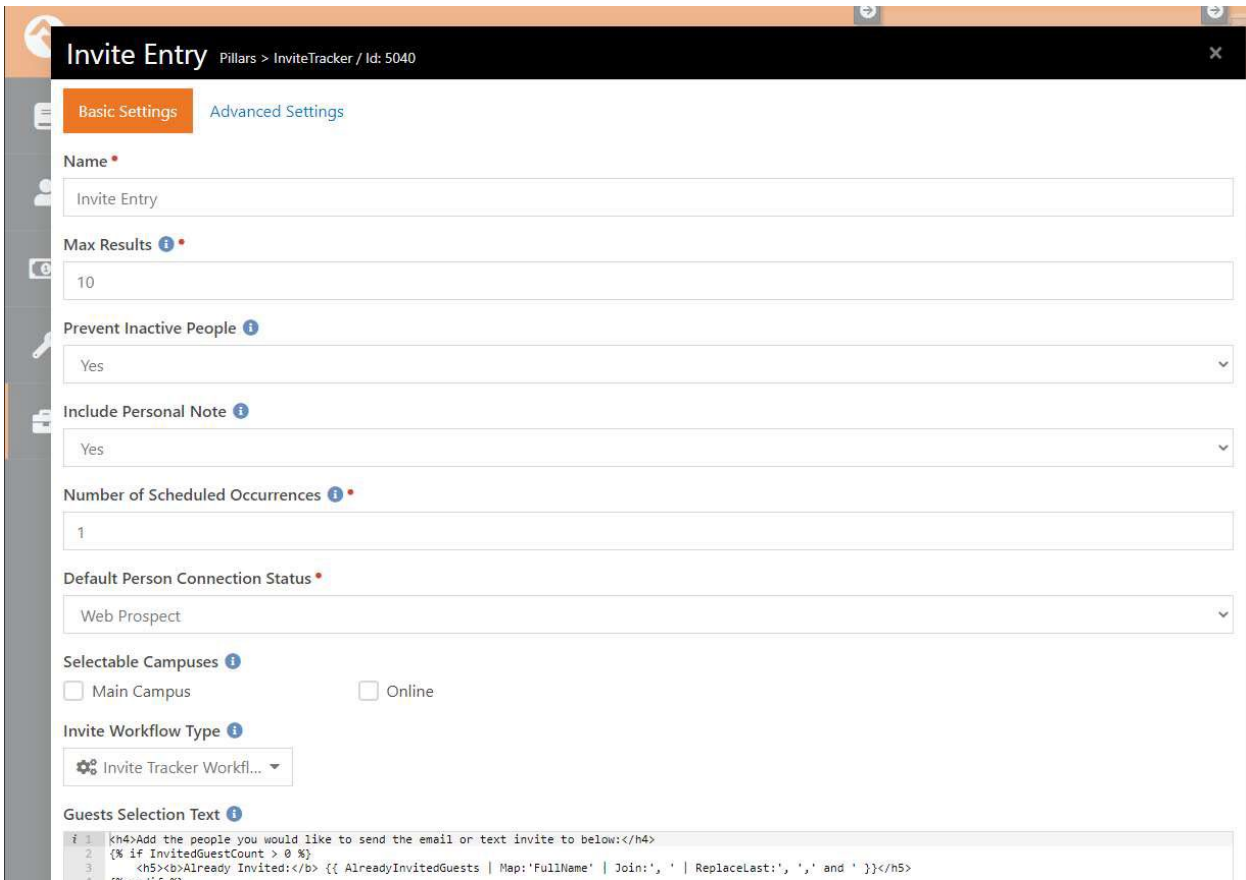 Invite Entry Pillars > InviteTracker / Id: 5040 ×
Basic Settings Advanced Settings
Name
Invite Entry
Max Results
10
Prevent Inactive People
Yes
Include Personal Note
Yes
Number of Scheduled Occurrences
1
Default Person Connection Status
Web Prospect
Selectable Campuses
Main Campus Online
Invite Workflow Type
Invite Tracker Workfl...
Guests Selection Text
i 1 <h4>Add the people you would like to send the email or text invite to below:</h4>
2 {% if InvitedGuestCount > 0 %}
3 <h5><b>Already Invited:</b> {{ AlreadyInvitedGuests | Map:'FullName' | Join:', ' | ReplaceLast:', ',' and ' }}</h5>